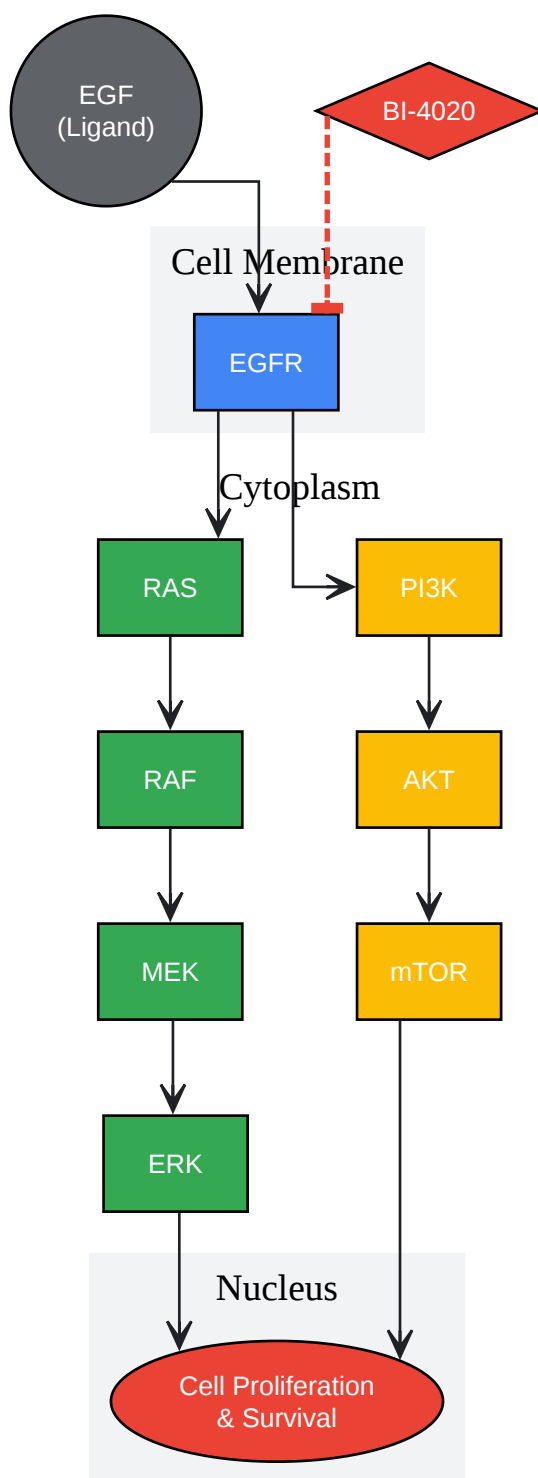 EGF
(Ligand)
BI-4020
Cell Membrane
EGFR
Cytoplasm
RAS
PI3K
RAF
AKT
MEK
mTOR
ERK
Nucleus
Cell Proliferation
& Survival